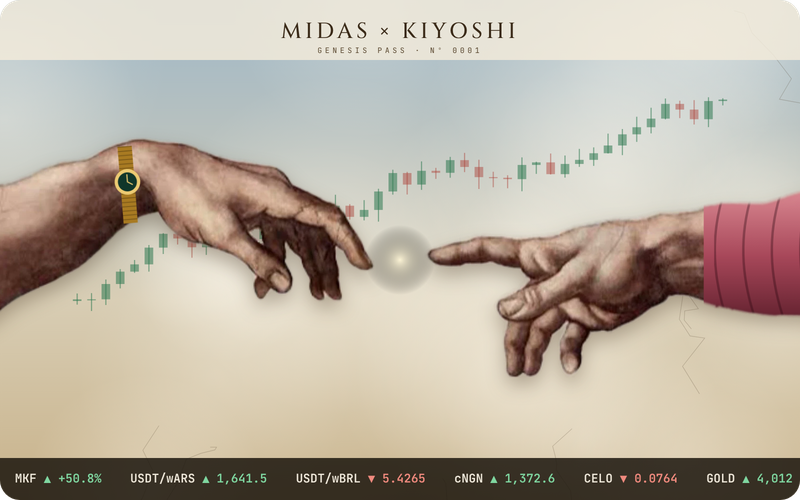 MIDAS × KIYOSHI
GENESIS PASS · N° 0001
MKF ▲ +50.8% USDT/wARS ▲ 1,641.5 USDT/wBRL ▼ 5.4265 cNGN ▲ 1,372.6 CELO ▼ 0.0764 GOLD ▲ 4,012